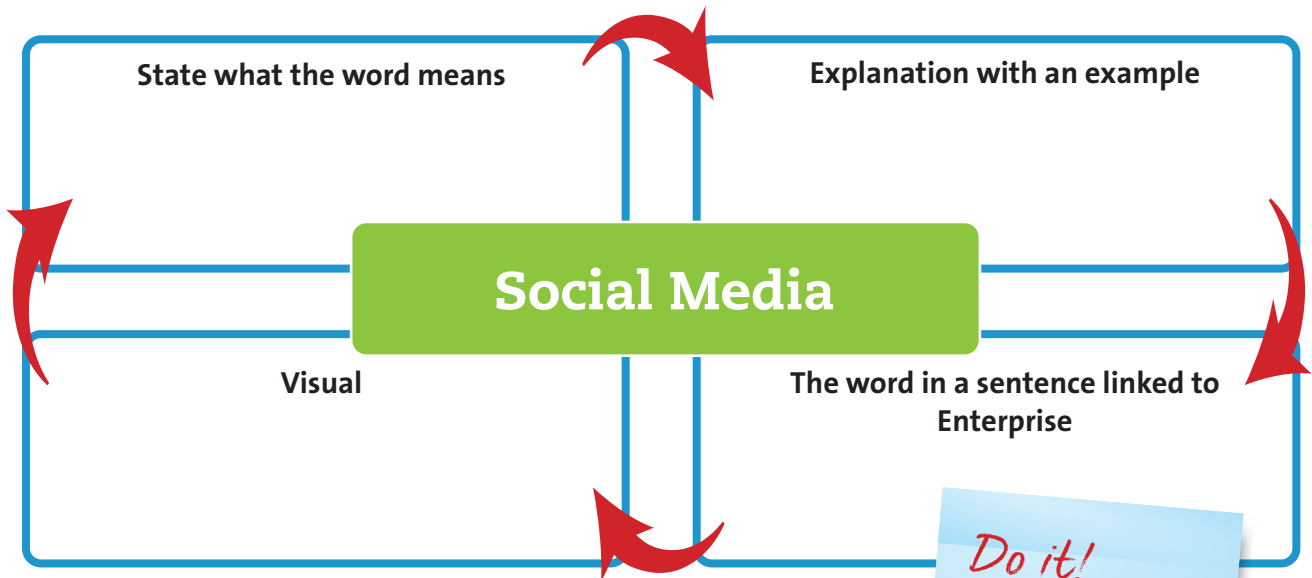 State what the word means
Explanation with an example
Social Media
Visual
The word in a sentence linked to
Enterprise
Do it!